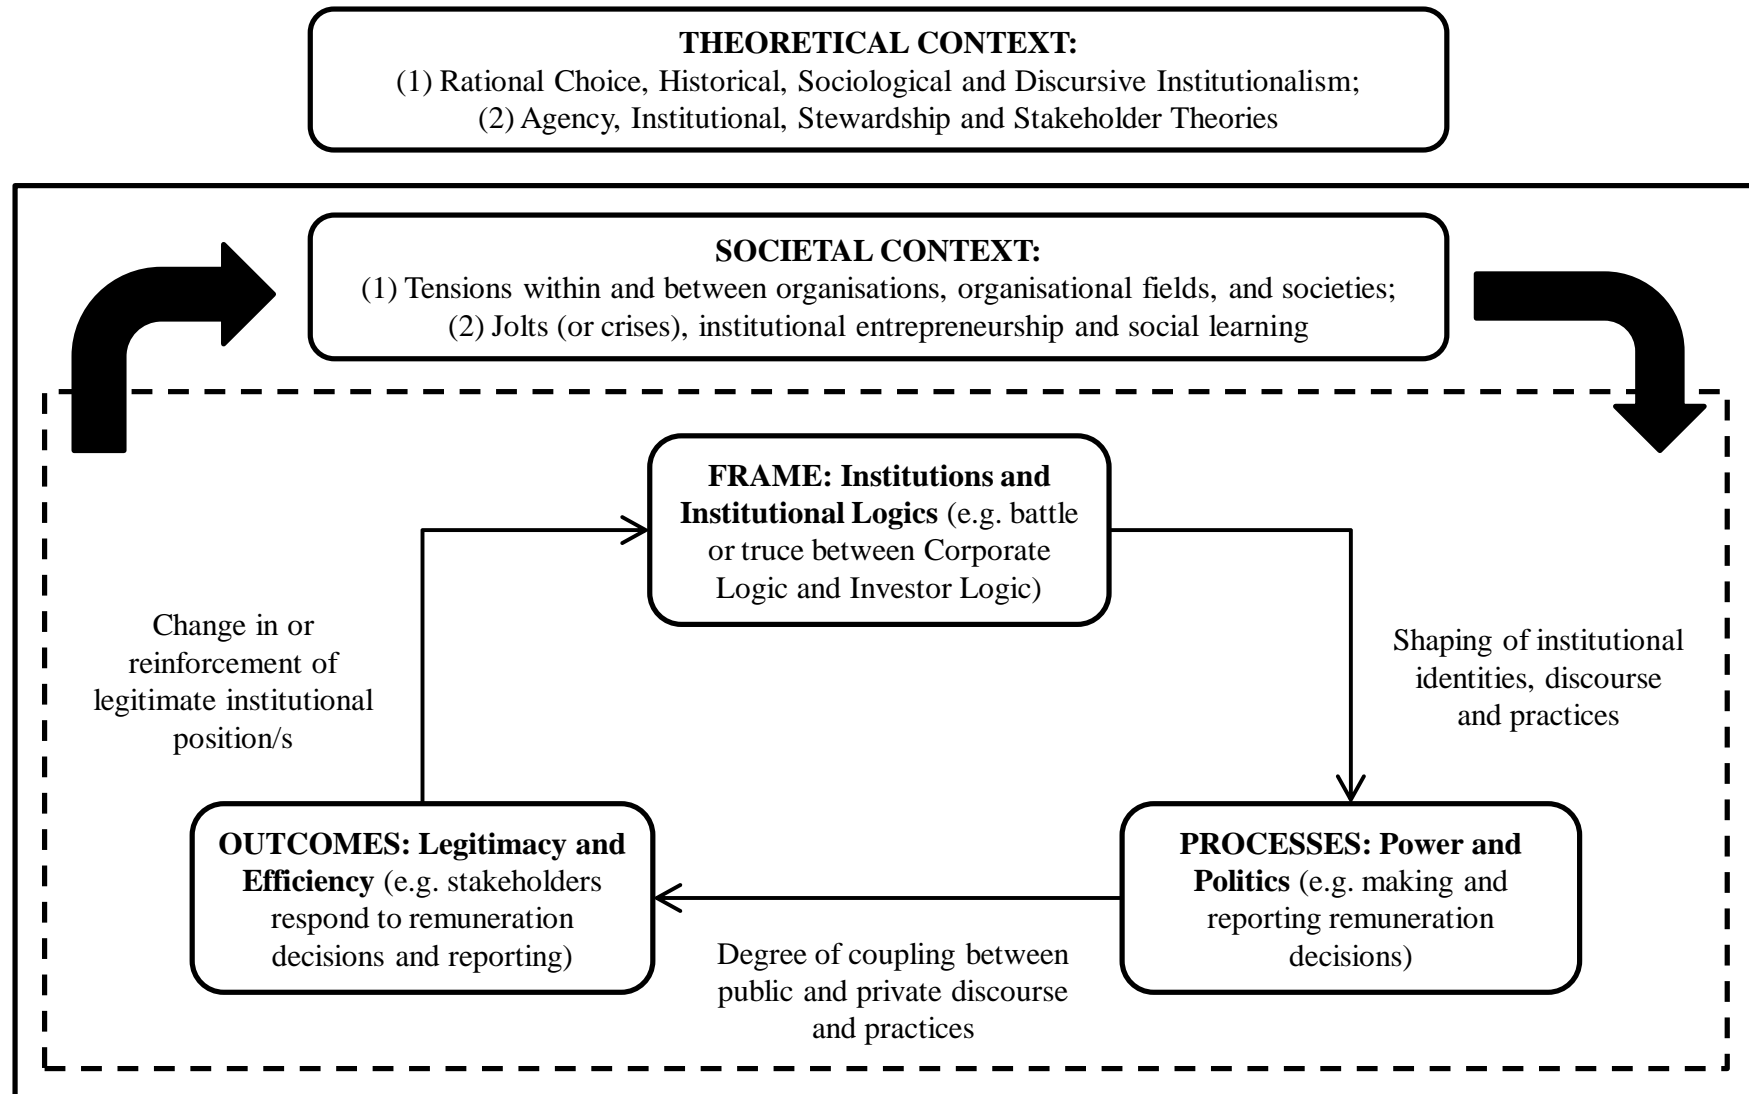 THEORETICAL CONTEXT:
(1) Rational Choice, Historical, Sociological and Discursive Institutionalism;
(2) Agency, Institutional, Stewardship and Stakeholder Theories
SOCIETAL CONTEXT:
(1) Tensions within and between organisations, organisational fields, and societies;
(2) Jolts (or crises), institutional entrepreneurship and social learning
FRAME: Institutions and
Institutional Logics (e.g. battle
or truce between Corporate
Logic and Investor Logic)
Change in or
reinforcement of
legitimate institutional
position/s
Shaping of institutional
identities, discourse
and practices
OUTCOMES: Legitimacy and
Efficiency (e.g. stakeholders
respond to remuneration
decisions and reporting)
PROCESSES: Power and
Politics (e.g. making and
reporting remuneration
decisions)
Degree of coupling between
public and private discourse
and practices